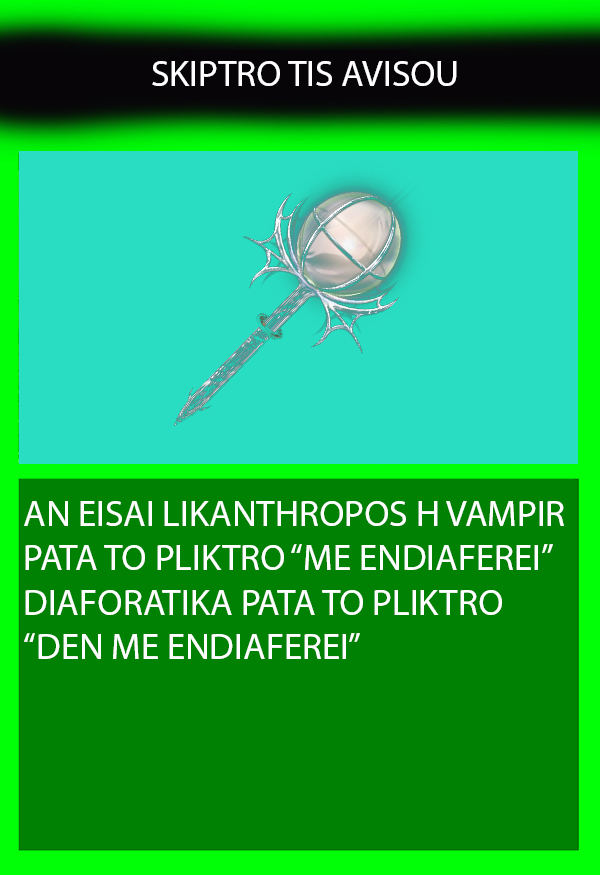 SKIPTRO TIS AVISOU
AN EISAI LIKANTHROPOS H VAMPIR
PATA TO PLIKTRO “ME ENDIAFEREI”
DIAFORATIKA PATA TO PLIKTRO
“DEN ME ENDIAFEREI”